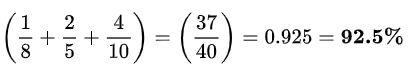 (1/8 + 2/5 + 4/10) = (37/40) = 0.925 = 92.5%